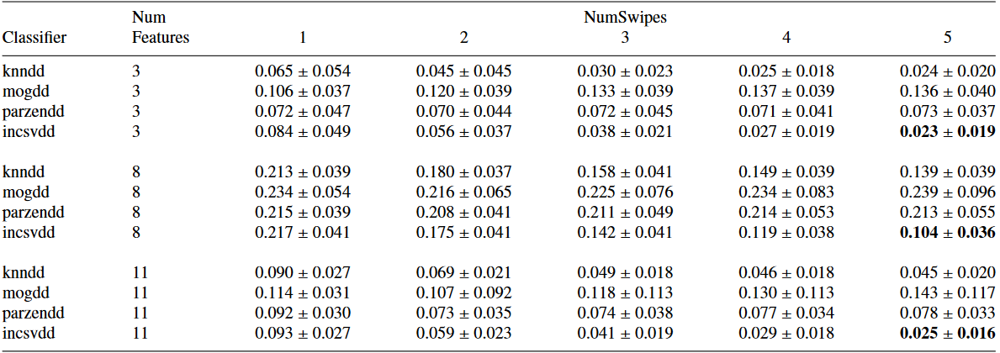 Num NumSwipes
Classifier Features 1 2 3 4 5
knndd 3 0.065 ± 0.054 0.045 ± 0.045 0.030 ± 0.023 0.025 ± 0.018 0.024 ± 0.020
mogdd 3 0.106 ± 0.037 0.120 ± 0.039 0.133 ± 0.039 0.137 ± 0.039 0.136 ± 0.040
parzendd 3 0.072 ± 0.047 0.070 ± 0.044 0.072 ± 0.045 0.071 ± 0.041 0.073 ± 0.037
incsvdd 3 0.084 ± 0.049 0.056 ± 0.037 0.038 ± 0.021 0.027 ± 0.019 0.023 ± 0.019
knndd 8 0.213 ± 0.039 0.180 ± 0.037 0.158 ± 0.041 0.149 ± 0.039 0.139 ± 0.039
mogdd 8 0.234 ± 0.054 0.216 ± 0.065 0.225 ± 0.076 0.234 ± 0.083 0.239 ± 0.096
parzendd 8 0.215 ± 0.039 0.208 ± 0.041 0.211 ± 0.049 0.214 ± 0.053 0.213 ± 0.055
incsvdd 8 0.217 ± 0.041 0.175 ± 0.041 0.142 ± 0.041 0.119 ± 0.038 0.104 ± 0.036
knndd 11 0.090 ± 0.027 0.069 ± 0.021 0.049 ± 0.018 0.046 ± 0.018 0.045 ± 0.020
mogdd 11 0.114 ± 0.031 0.107 ± 0.092 0.118 ± 0.113 0.130 ± 0.113 0.143 ± 0.117
parzendd 11 0.092 ± 0.030 0.073 ± 0.035 0.074 ± 0.038 0.077 ± 0.034 0.078 ± 0.033
incsvdd 11 0.093 ± 0.027 0.059 ± 0.023 0.041 ± 0.019 0.029 ± 0.018 0.025 ± 0.016